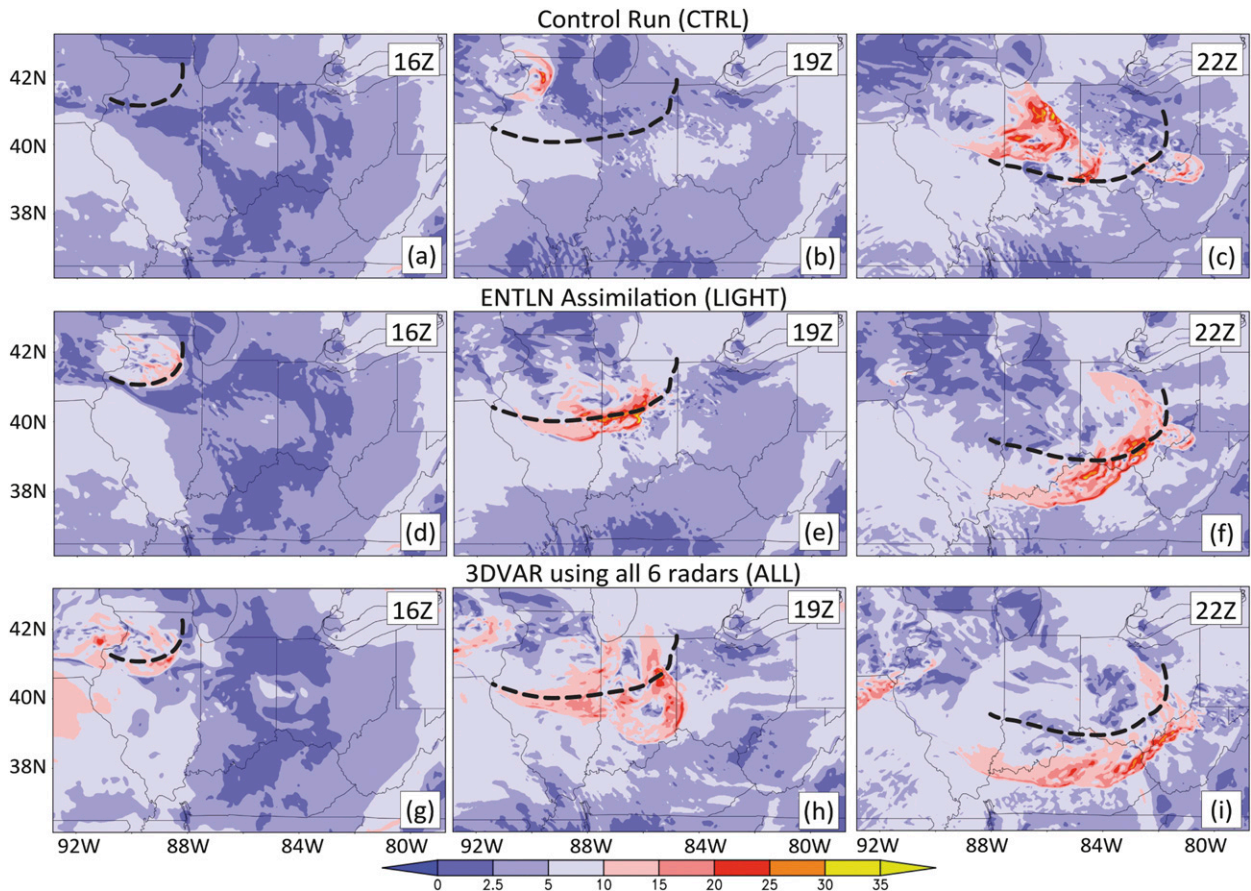 Control Run (CTRL)
42N
40N
38N
16Z
(a)
19Z
(b)
22Z
(c)
ENTLN Assimilation (LIGHT)
42N
40N
38N
16Z
(d)
19Z
(e)
22Z
(f)
3DVAR using all 6 radars (ALL)
42N
40N
38N
16Z
(g)
19Z
(h)
22Z
(i)
92W 88W 84W 80W 92W 88W 84W 80W 92W 88W 84W 80W
0 2.5 5 10 15 20 25 30 35